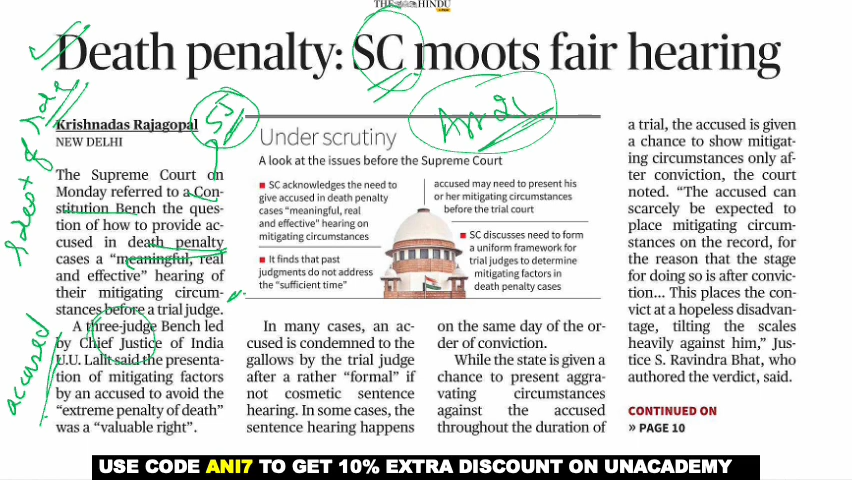 THE HINDU
Death penalty: SC moots fair hearing
Krishnadas Rajagopal
NEW DELHI
The Supreme Court on
Monday referred to a Con-
stitution Bench the ques-
tion of how to provide ac-
cused in death penalty
cases a “meaningful, real
and effective” hearing of
their mitigating circum-
stances before a trial judge.
A three-judge Bench led
by Chief Justice of India
U.U. Lalit said the presenta-
tion of mitigating factors
by an accused to avoid the
“extreme penalty of death”
was a “valuable right”.
Under scrutiny
A look at the issues before the Supreme Court
■ SC acknowledges the need to
give accused in death penalty
cases “meaningful, real
and effective” hearing on
mitigating circumstances
■ It finds that past
judgments do not address
the “sufficient time”
accused may need to present his
or her mitigating circumstances
before the trial court
■ SC discusses need to form
a uniform framework for
trial judges to determine
mitigating factors in
death penalty cases
In many cases, an ac-
cused is condemned to the
gallows by the trial judge
after a rather “formal” if
not cosmetic sentence
hearing. In some cases, the
sentence hearing happens
on the same day of the or-
der of conviction.
While the state is given a
chance to present aggra-
vating circumstances
against the accused
throughout the duration of
a trial, the accused is given
a chance to show mitigat-
ing circumstances only af-
ter conviction, the court
noted. “The accused can
scarcely be expected to
place mitigating circum-
stances on the record, for
the reason that the stage
for doing so is after convic-
tion... This places the con-
vict at a hopeless disadvan-
tage, tilting the scales
heavily against him,” Jus-
tice S. Ravindra Bhat, who
authored the verdict, said.
CONTINUED ON
» PAGE 10
accused
USE CODE ANI7 TO GET 10% EXTRA DISCOUNT ON UNACADEMY